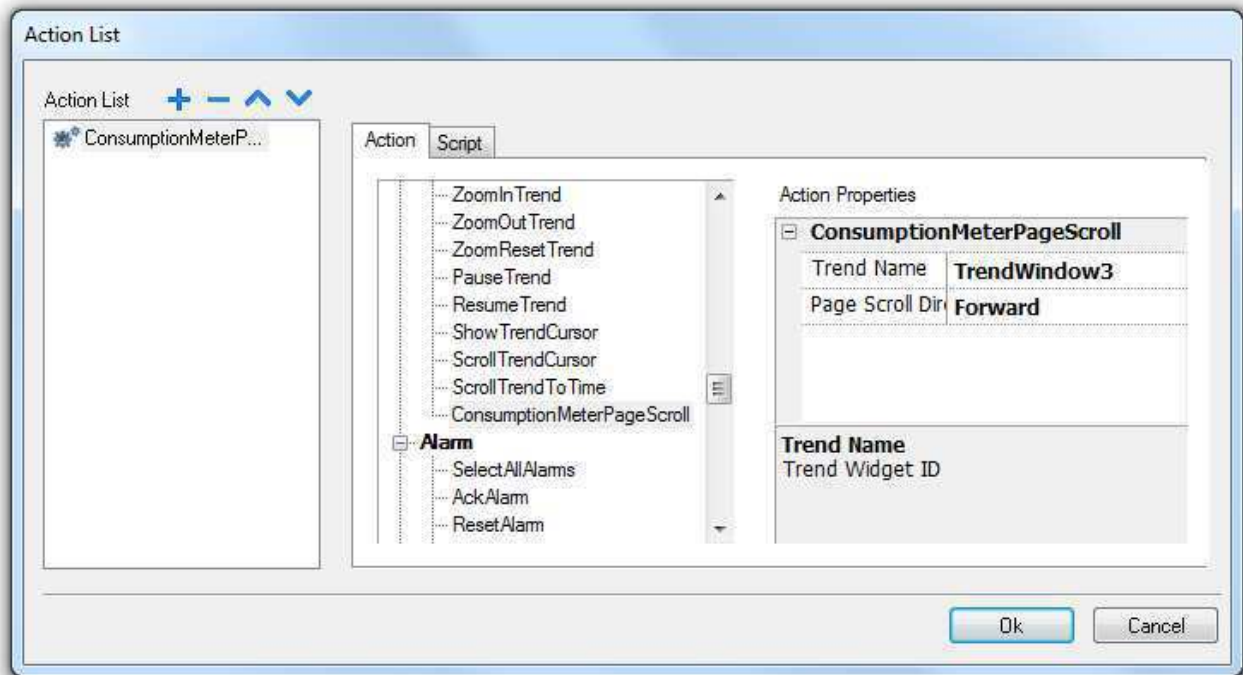 Action List
Action List
ConsumptionMeterP...
Action Script
ZoomInTrend
ZoomOutTrend
ZoomResetTrend
PauseTrend
ResumeTrend
ShowTrendCursor
ScrollTrendCursor
ScrollTrendToTime
ConsumptionMeterPageScroll
Alarm
SelectAllAlarms
AckAlarm
ResetAlarm
Action Properties
ConsumptionMeterPageScroll
Trend Name TrendWindow3
Page Scroll Dir Forward
Trend Name
Trend Widget ID
Ok Cancel